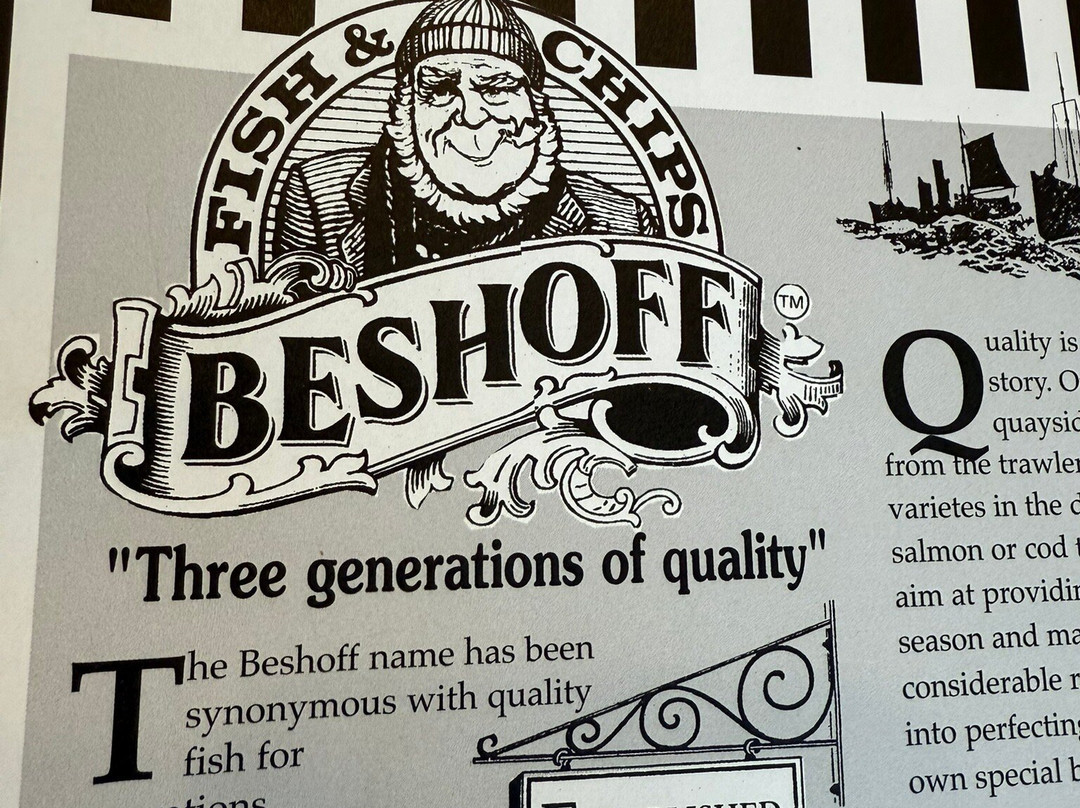 FISH & CHIPS
BESHOFF
TM
"Three generations of quality"
The Beshoff name has been
synonymous with quality
fish for
Quality is
story. O
quaysid
from the trawler
varietes in the d
salmon or cod t
aim at providin
season and ma
considerable r
into perfecting
own special b